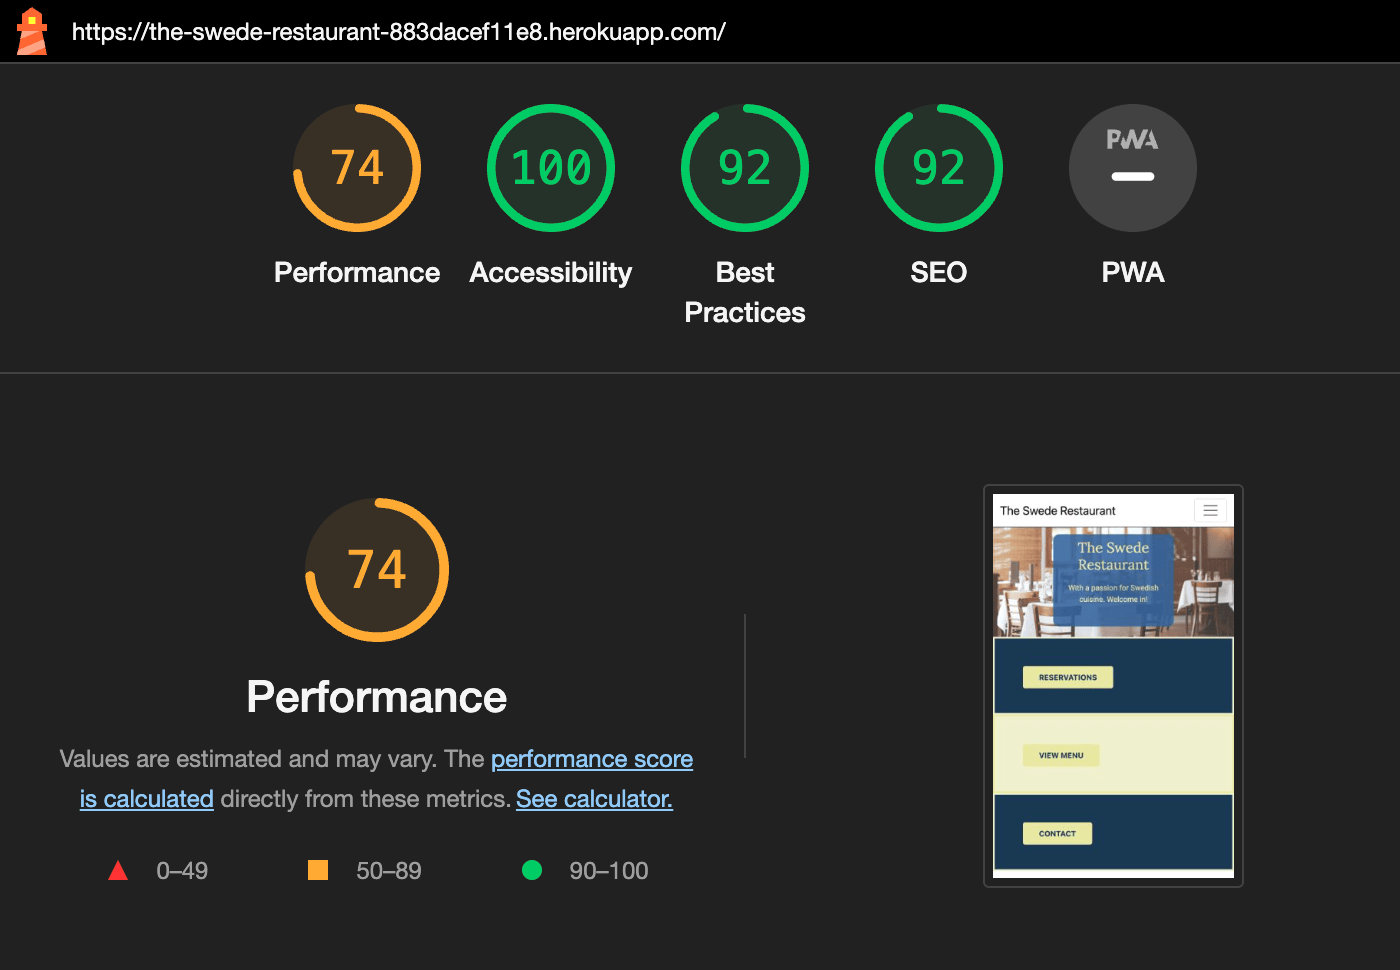 https://the-swede-restaurant-883dacef11e8.herokuapp.com/
74
100
92
92
PWA
Performance
Accessibility
Best
Practices
SEO
PWA
74
Performance
Values are estimated and may vary. The performance score
is calculated directly from these metrics. See calculator.
0–49
50–89
90–100
The Swede Restaurant
The Swede
Restaurant
With a passion for Swedish
cuisine. Welcome in!
RESERVATIONS
VIEW MENU
CONTACT